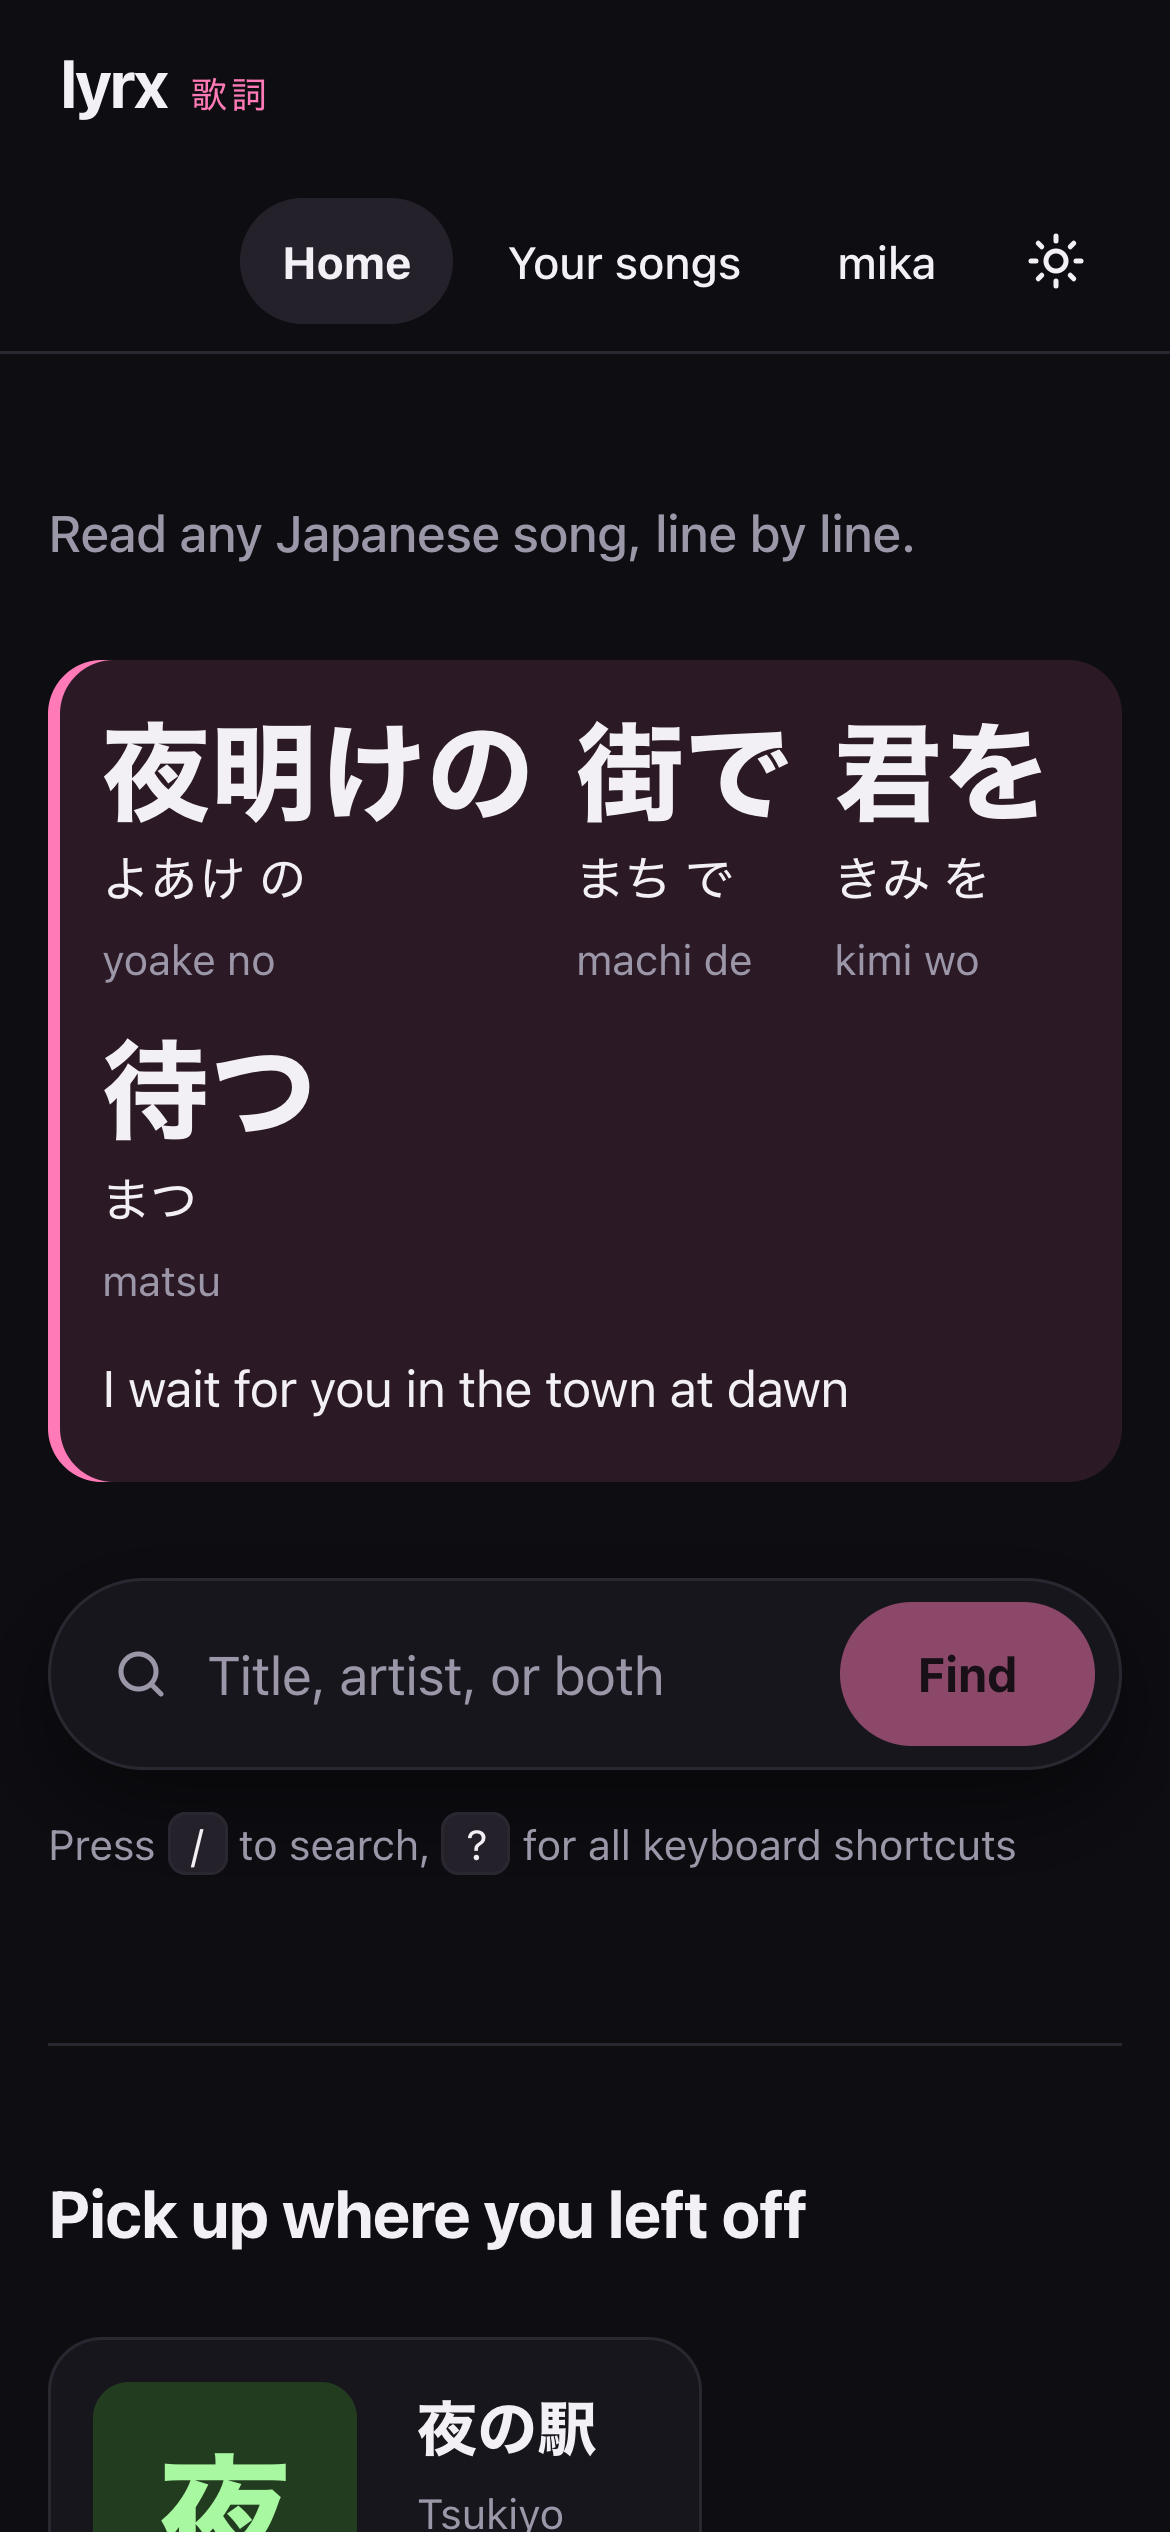 lyrx 歌詞
Home Your songs mika
Read any Japanese song, line by line.
夜明けの 街で 君を
よあけ の まち で きみ を
yoake no machi de kimi wo
待つ
まつ
matsu
I wait for you in the town at dawn
Title, artist, or both Find
Press / to search, ? for all keyboard shortcuts
Pick up where you left off
夜の駅
夜
Tsukiyo